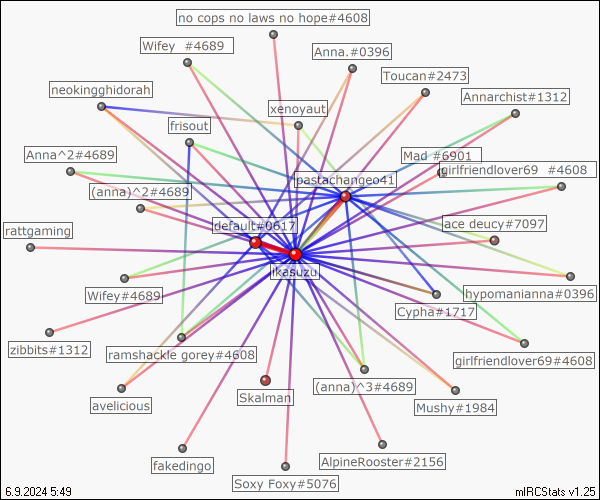 no cops no laws no hope#4608
Wifey #4689
Anna.#0396
Toucan#2473
neokingghidorah
Annarchist#1312
xenoyaut
frisout
Anna^2#4689
Mad_#6901
girlfriendlover69 #4608
pastachangeo41
(anna)^2#4689
default#0617
ace deucy#7097
rattgaming
ikasuzu
Wifey#4689
hypomanianna#0396
Cypha#1717
zibbits#1312
ramshackle gorey#4608
girlfriendlover69#4608
(anna)^3#4689
Skalman
avelicious
Mushy#1984
AlpineRooster#2156
fakedingo
Soxy Foxy#5076
6.9.2024 5:49
mIRCStats v1.25